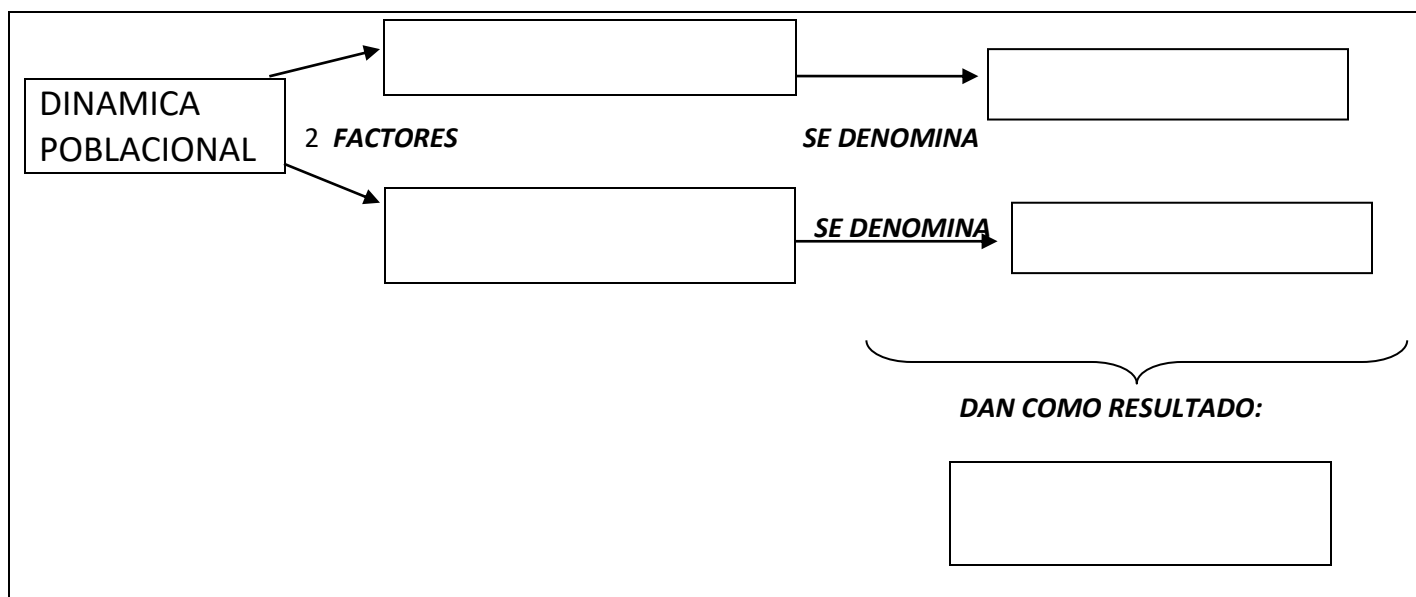 DINAMICA
POBLACIONAL
2 FACTORES
SE DENOMINA
SE DENOMINA
DAN COMO RESULTADO: